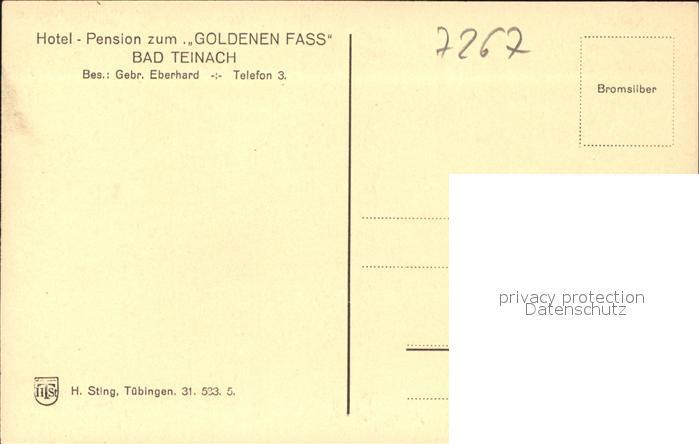 Hotel - Pension zum „GOLDENEN FASS"
BAD TEINACH
Bes.: Gebr. Eberhard -:- Telefon 3.
7267
Bromsilber
privacy protection
Datenschutz
H. Sting, Tübingen. 31. 533. 5.